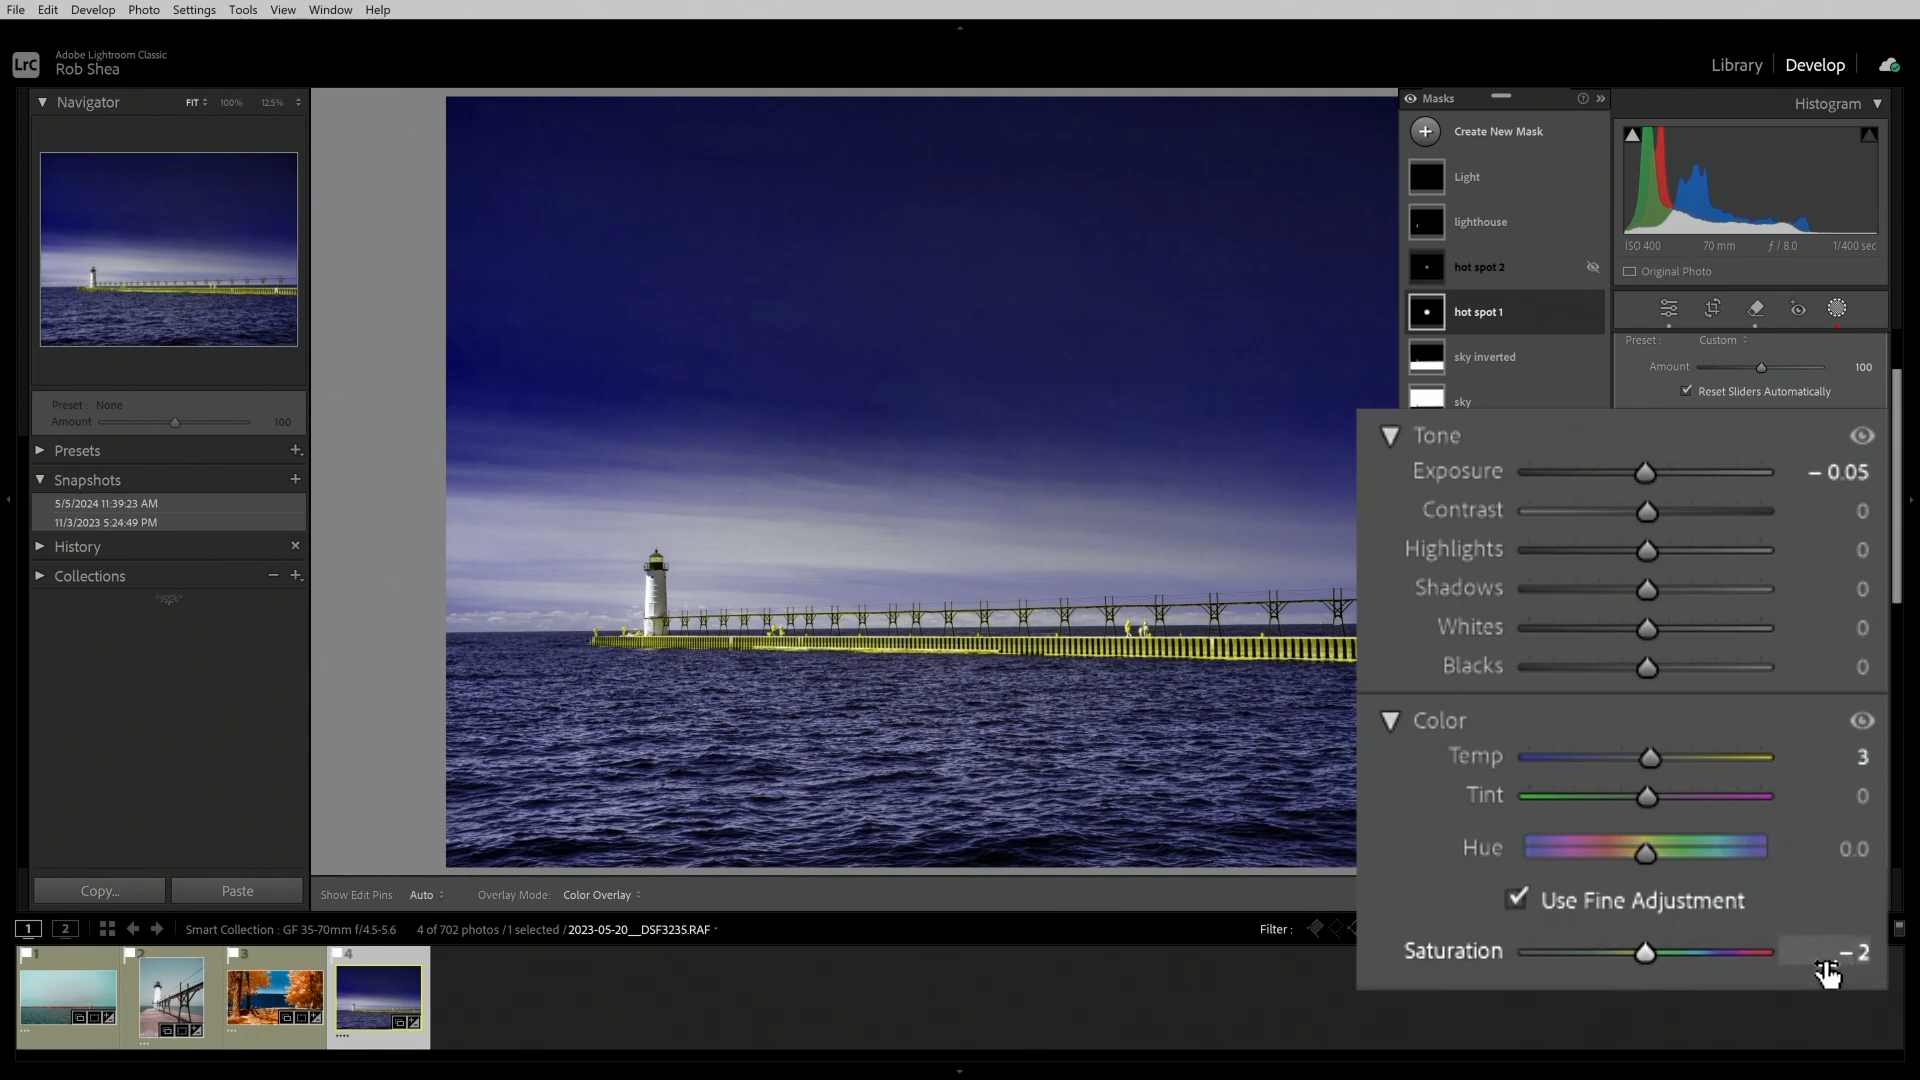 File Edit Develop Photo Settings Tools View Window Help
LrC
Adobe Lightroom Classic
Rob Shea
Library
Develop
Navigator
FIT
100%
12.5%
Preset : None
Amount
100
Presets
Snapshots
5/5/2024 11:39:23 AM
11/3/2023 5:24:49 PM
History
Collections
Copy...
Paste
Masks
Create New Mask
Light
lighthouse
hot spot 2
hot spot 1
sky inverted
sky
Histogram
ISO 400
70 mm
ƒ / 8.0
1/400 sec
Original Photo
Preset :
Custom
Amount
100
Reset Sliders Automatically
Tone
Exposure
– 0.05
Contrast
0
Highlights
0
Shadows
0
Whites
0
Blacks
0
Color
Temp
3
Tint
0
Hue
0.0
Use Fine Adjustment
Saturation
– 2
Show Edit Pins: Auto
Overlay Mode: Color Overlay
1
2
Smart Collection : GF 35-70mm f/4.5-5.6
4 of 702 photos / 1 selected / 2023-05-20__DSF3235.RAF
Filter :
1
2
3
4